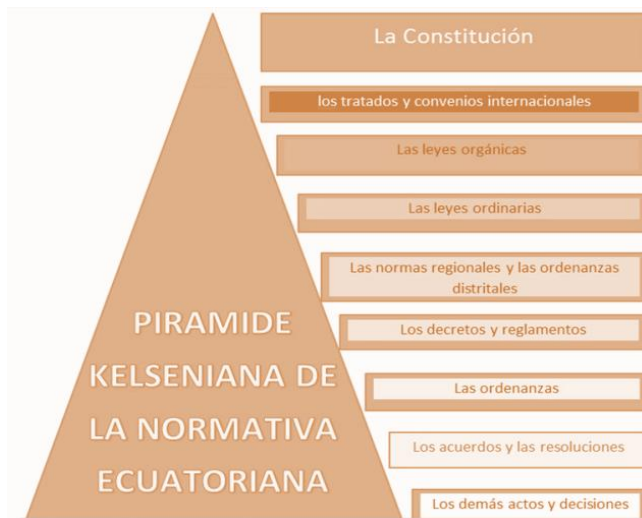 La Constitución
los tratados y convenios internacionales
Las leyes orgánicas
Las leyes ordinarias
Las normas regionales y las ordenanzas
distritales
Los decretos y reglamentos
Las ordenanzas
Los acuerdos y las resoluciones
Los demás actos y decisiones
PIRAMIDE
KELSENIANA DE
LA NORMATIVA
ECUATORIANA